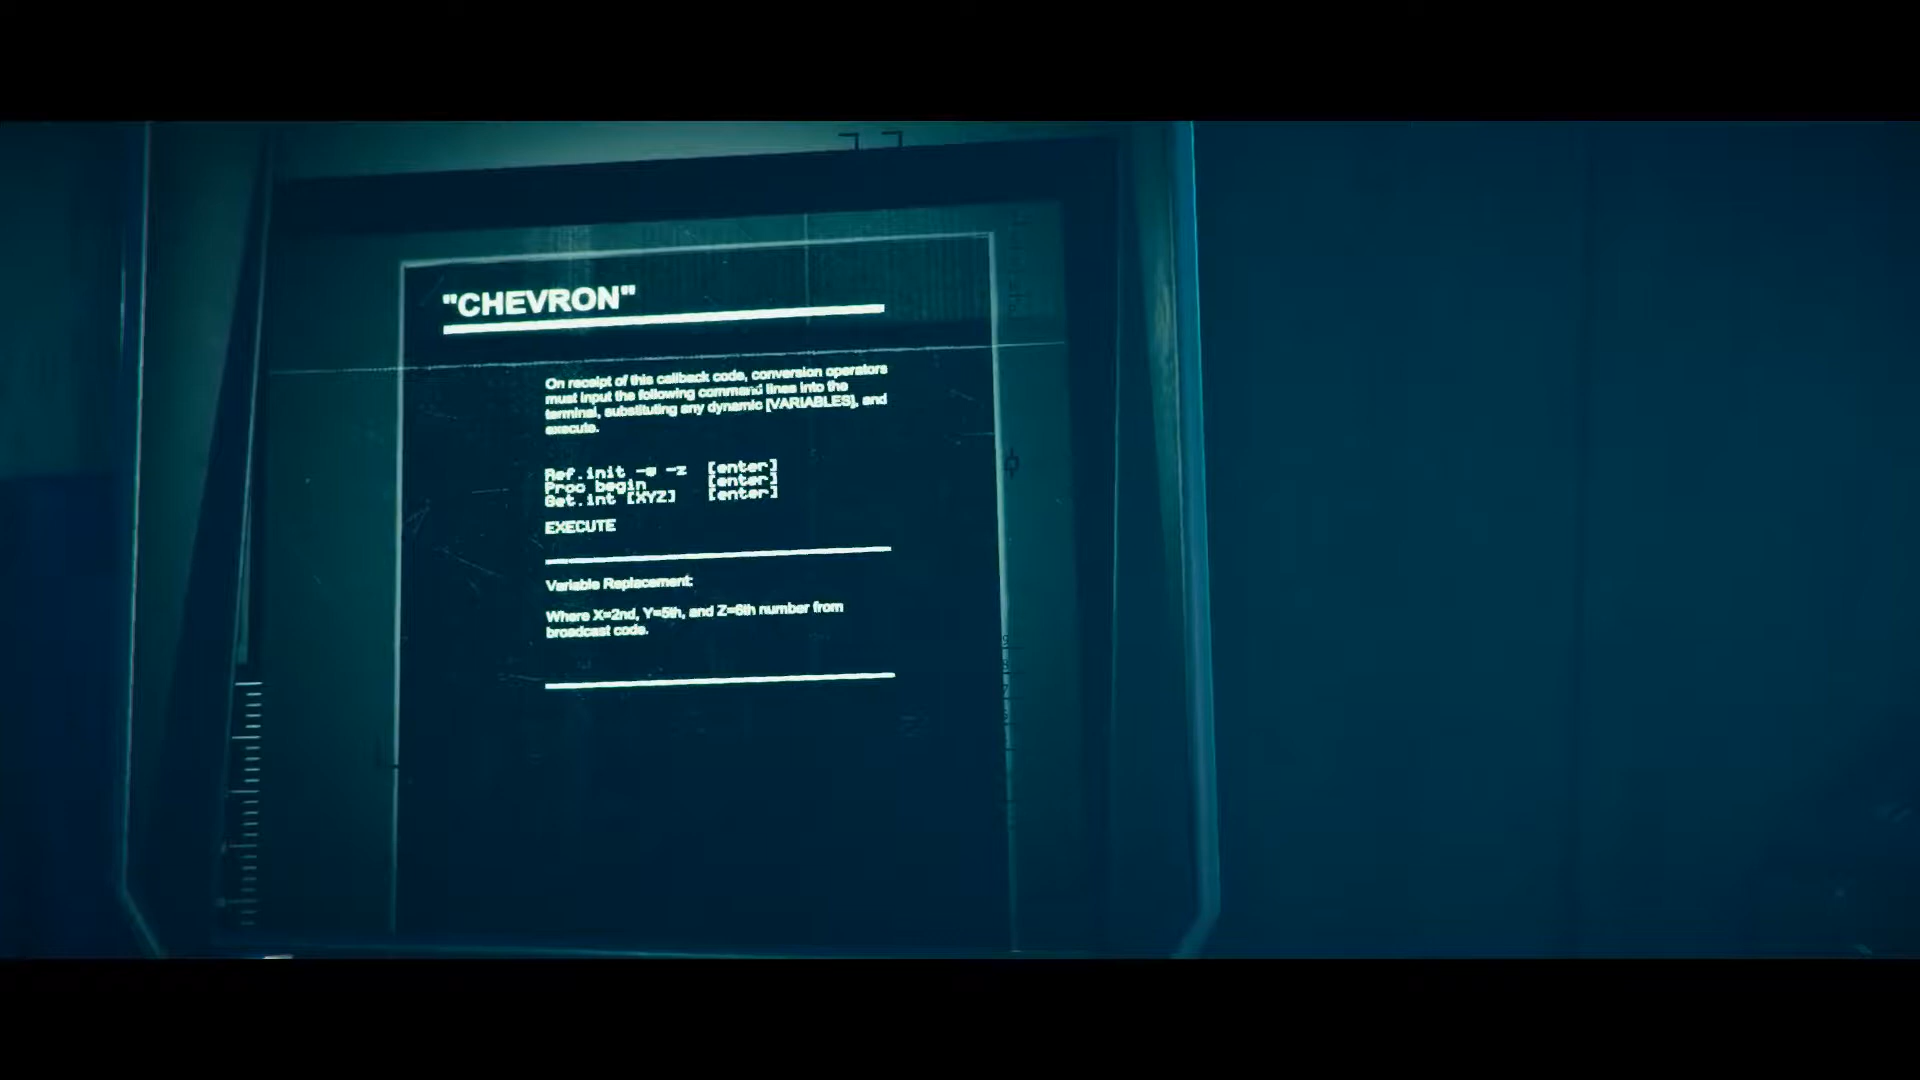 "CHEVRON"
On receipt of this callback code, conversion operators
must input the following command lines into the
terminal, substituting any dynamic [VARIABLES], and
execute.
Ref.init -w -z [enter]
Proc begin [enter]
Get.int [XYZ] [enter]
EXECUTE
Variable Replacement:
Where X=2nd, Y=5th, and Z=6th number from
broadcast code.